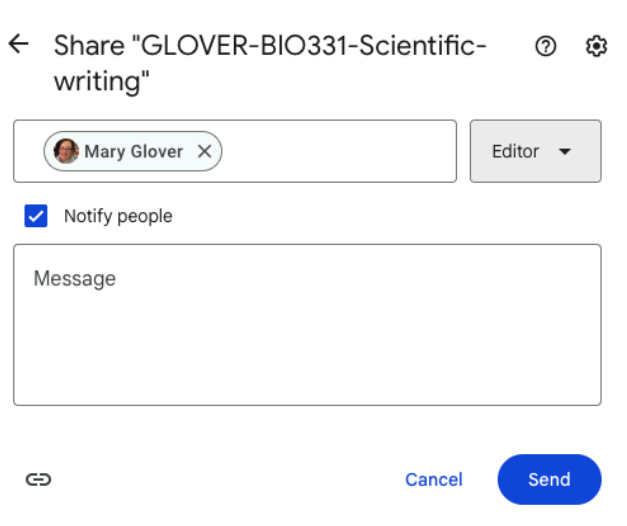 Share "GLOVER-BIO331-Scientific-
writing"
Mary Glover
Editor
Notify people
Message
Cancel
Send